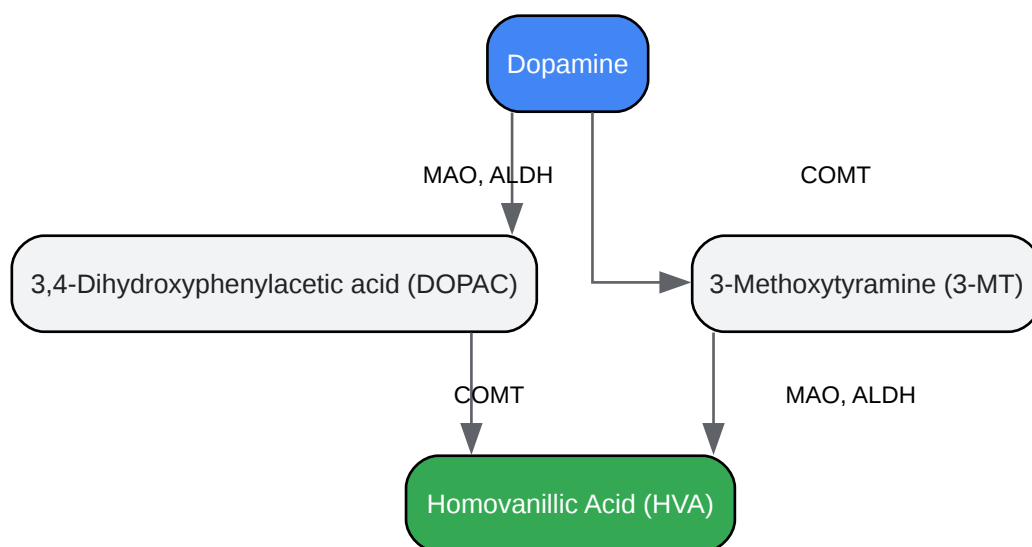 Dopamine
MAO, ALDH
COMT
3,4-Dihydroxyphenylacetic acid (DOPAC)
3-Methoxytyramine (3-MT)
COMT
MAO, ALDH
Homovanillic Acid (HVA)